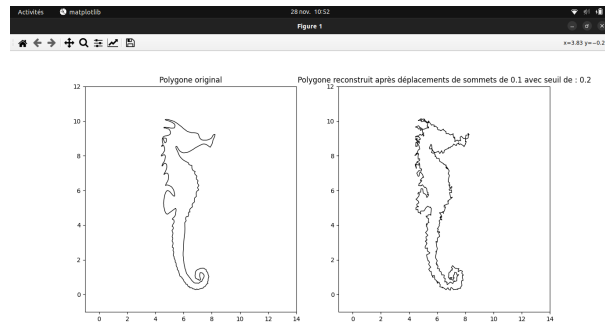 Activités matplotlib 28 nov. 10:52
Figure 1
x=3.83 y=-0.2
Polygone original
Polygone reconstruit après déplacements de sommets de 0.1 avec seuil de : 0.2
12
10
8
6
4
2
0
0 2 4 6 8 10 12 14
12
10
8
6
4
2
0
0 2 4 6 8 10 12 14